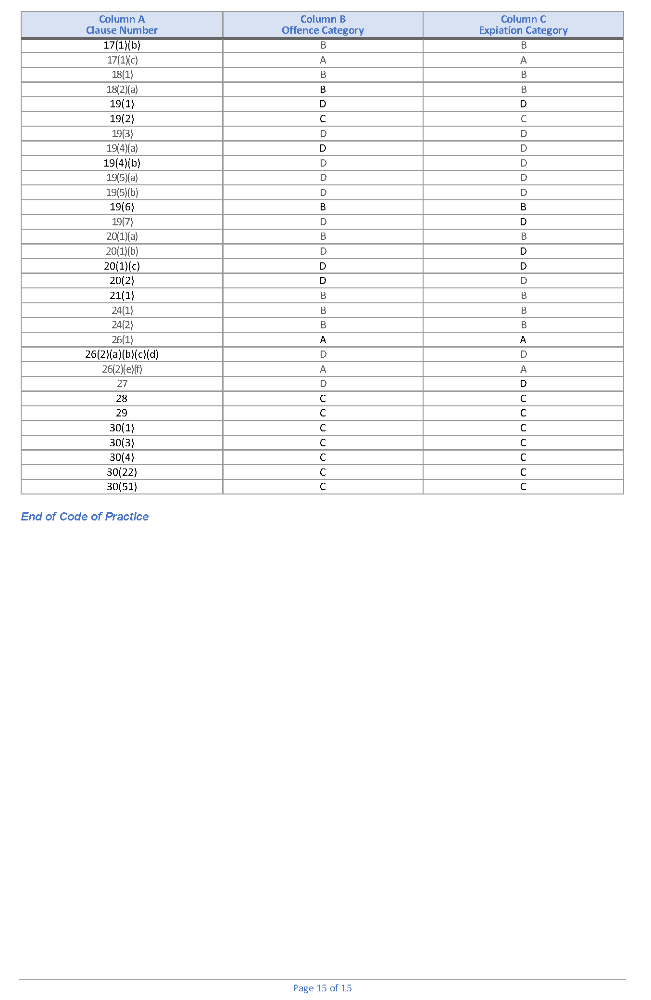 Column A Column B Column C
Clause Number Offence Category Expiation Category
17(1)(b) B B
17(1)(c) A A
18(1) B B
18(2)(a) B B
19(1) D D
19(2) C C
19(3) D D
19(4)(a) D D
19(4)(b) D D
19(5)(a) D D
19(5)(b) D D
19(6) B B
19(7) D D
20(1)(a) B B
20(1)(b) D D
20(1)(c) D D
20(2) D D
21(1) B B
24(1) B B
24(2) B B
26(1) A A
26(2)(a)(b)(c)(d) D D
26(2)(e)(f) A A
27 D D
28 C C
29 C C
30(1) C C
30(3) C C
30(4) C C
30(22) C C
30(51) C C
End of Code of Practice
Page 15 of 15